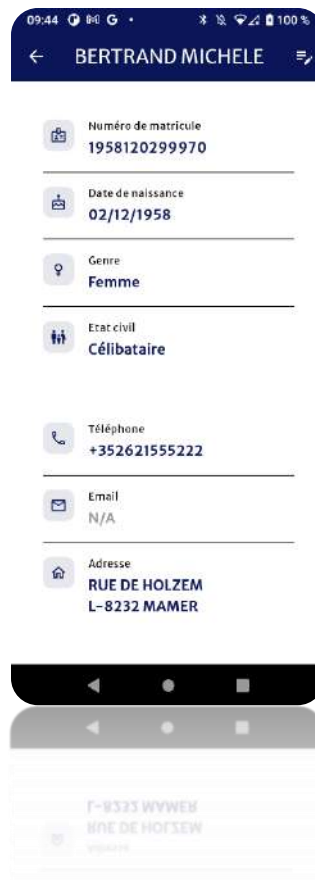 09:44 G 100 %
BERTRAND MICHELE
Numéro de matricule
1958120299970
Date de naissance
02/12/1958
Genre
Femme
Etat civil
Célibataire
Téléphone
+352621555222
Email
N/A
Adresse
RUE DE HOLZEM
L-8232 MAMER